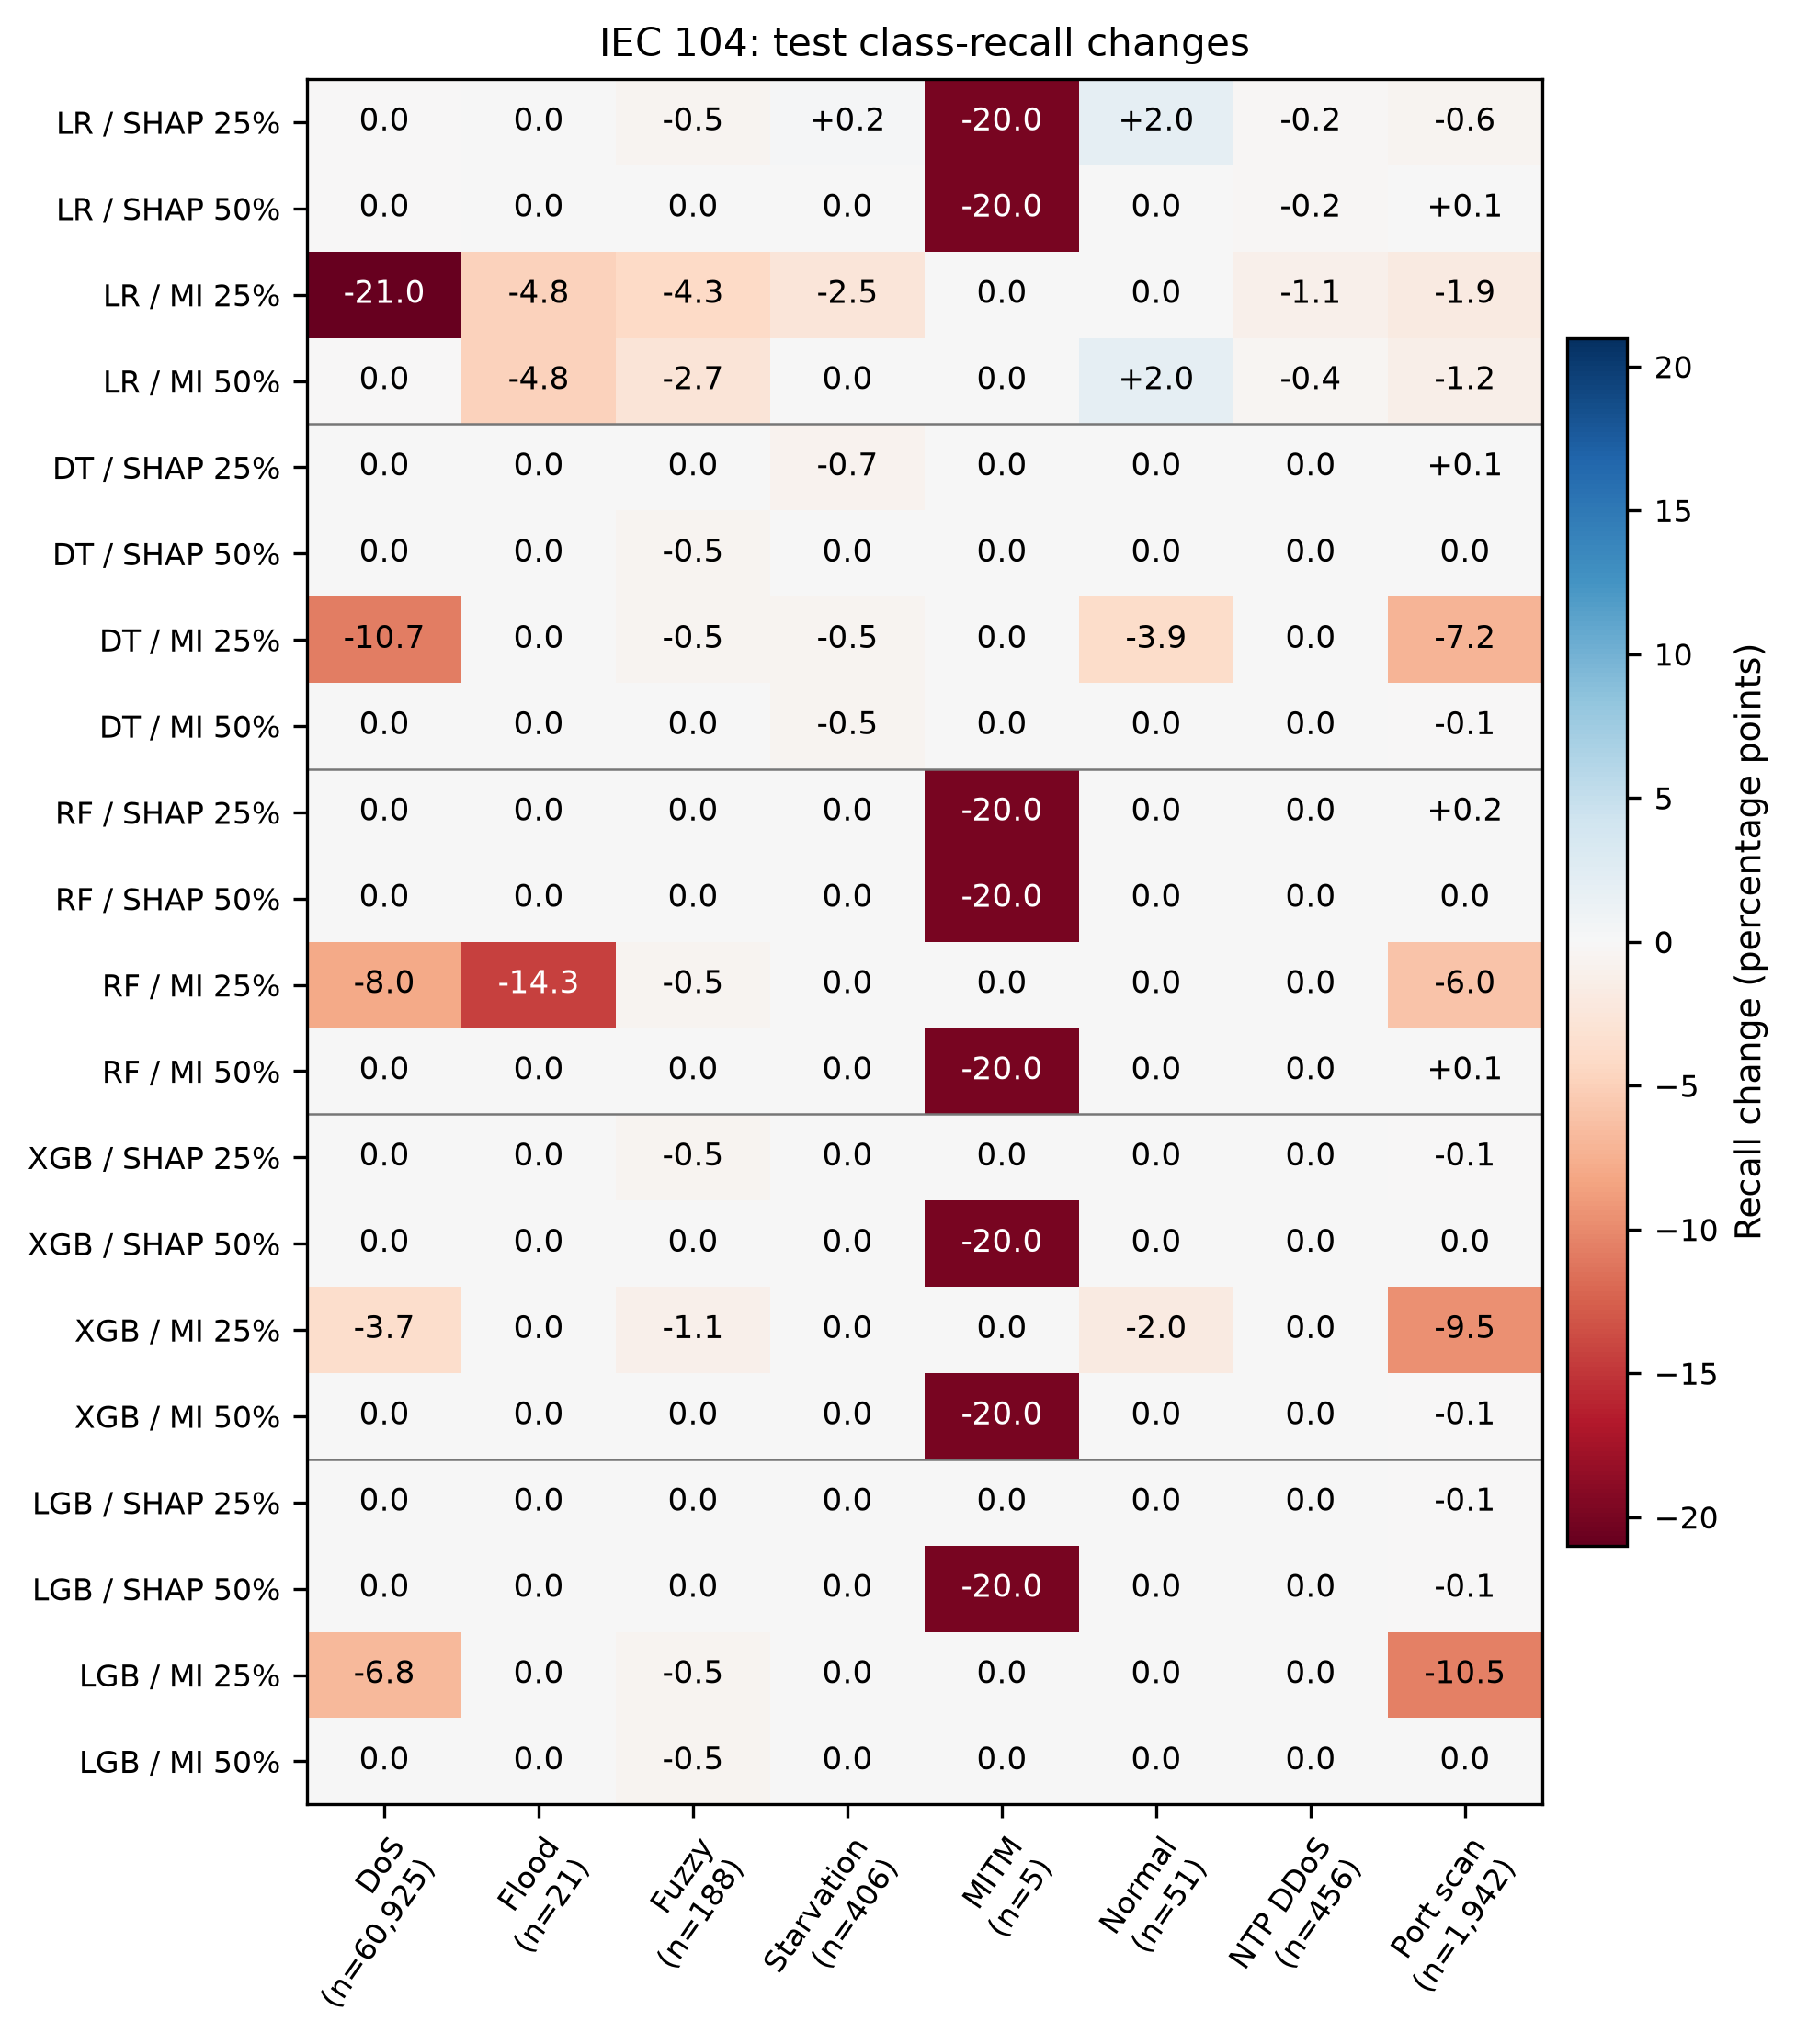 IEC 104: test class-recall changes
LR / SHAP 25% 0.0 0.0 -0.5 +0.2 -20.0 +2.0 -0.2 -0.6
LR / SHAP 50% 0.0 0.0 0.0 0.0 -20.0 0.0 -0.2 +0.1
LR / MI 25% -21.0 -4.8 -4.3 -2.5 0.0 0.0 -1.1 -1.9
LR / MI 50% 0.0 -4.8 -2.7 0.0 0.0 +2.0 -0.4 -1.2
DT / SHAP 25% 0.0 0.0 0.0 -0.7 0.0 0.0 0.0 +0.1
DT / SHAP 50% 0.0 0.0 -0.5 0.0 0.0 0.0 0.0 0.0
DT / MI 25% -10.7 0.0 -0.5 -0.5 0.0 -3.9 0.0 -7.2
DT / MI 50% 0.0 0.0 0.0 -0.5 0.0 0.0 0.0 -0.1
RF / SHAP 25% 0.0 0.0 0.0 0.0 -20.0 0.0 0.0 +0.2
RF / SHAP 50% 0.0 0.0 0.0 0.0 -20.0 0.0 0.0 0.0
RF / MI 25% -8.0 -14.3 -0.5 0.0 0.0 0.0 0.0 -6.0
RF / MI 50% 0.0 0.0 0.0 0.0 -20.0 0.0 0.0 +0.1
XGB / SHAP 25% 0.0 0.0 -0.5 0.0 0.0 0.0 0.0 -0.1
XGB / SHAP 50% 0.0 0.0 0.0 0.0 -20.0 0.0 0.0 0.0
XGB / MI 25% -3.7 0.0 -1.1 0.0 0.0 -2.0 0.0 -9.5
XGB / MI 50% 0.0 0.0 0.0 0.0 -20.0 0.0 0.0 -0.1
LGB / SHAP 25% 0.0 0.0 0.0 0.0 0.0 0.0 0.0 -0.1
LGB / SHAP 50% 0.0 0.0 0.0 0.0 -20.0 0.0 0.0 -0.1
LGB / MI 25% -6.8 0.0 -0.5 0.0 0.0 0.0 0.0 -10.5
LGB / MI 50% 0.0 0.0 -0.5 0.0 0.0 0.0 0.0 0.0
DoS
(n=60,925)
Flood
(n=21)
Fuzzy
(n=188)
Starvation
(n=406)
MITM
(n=5)
Normal
(n=51)
NTP DDoS
(n=456)
Port scan
(n=1,942)
20
15
10
5
0
−5
−10
−15
−20
Recall change (percentage points)